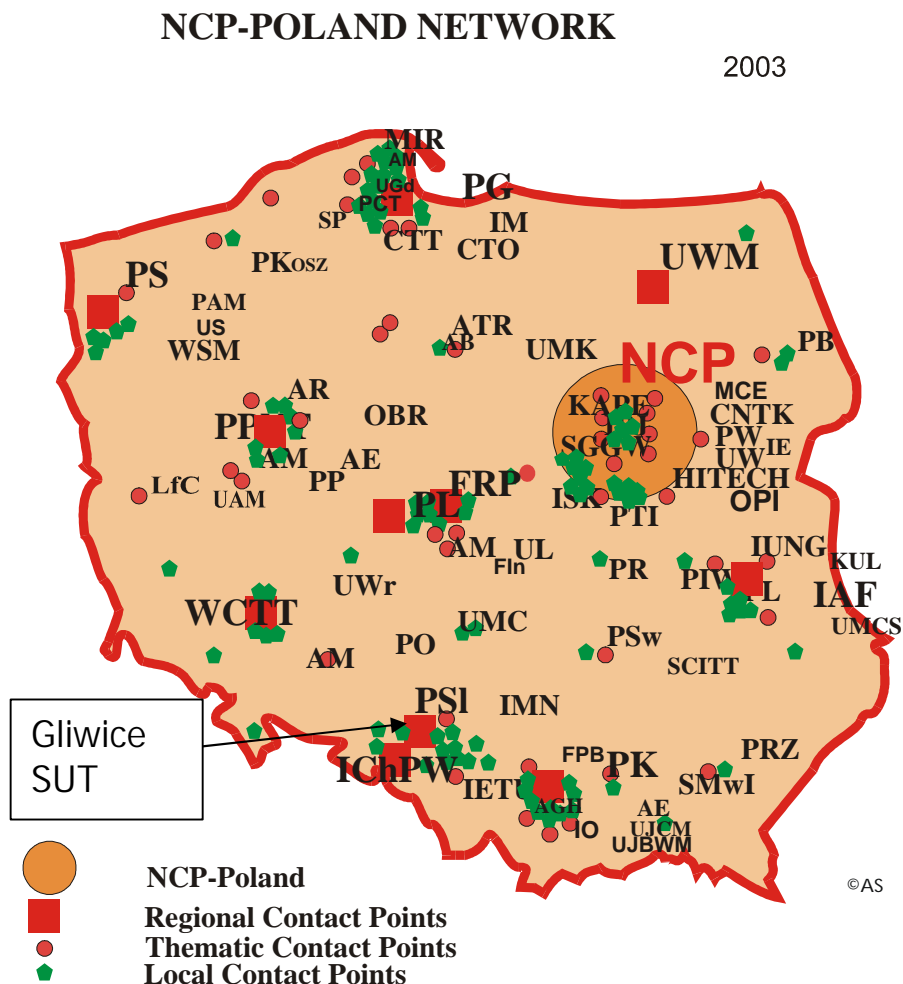 NCP-POLAND NETWORK
2003
MIR
AM
UGd
PG
PCT
SP
IM
CTT
CTO
UWM
PKOSZ
PS
PAM
US
WSM
ATR
AB
UMK
PB
NCP
AR
MCE
KAPE
OBR
CNTK
PW
SGGW
UW IE
AM
AE
PP
FRP
HITECH
LfC
UAM
PL
ISK
OPI
PTI
AM
UL
FIn
IUNG
PR
KUL
UWr
PIW
IAF
WCTT
UMC
UMCS
PO
PSw
AM
SCITT
PSl
IMN
Gliwice
SUT
FPB
PK
PRZ
IChPW
IETU
SMwI
AGH
AE
IO
UJCM
UJBWM
NCP-Poland
©AS
Regional Contact Points
Thematic Contact Points
Local Contact Points